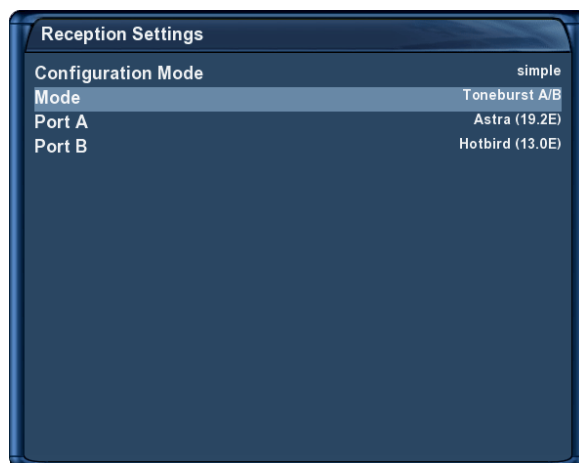 Reception Settings
Configuration Mode simple
Mode Toneburst A/B
Port A Astra (19.2E)
Port B Hotbird (13.0E)